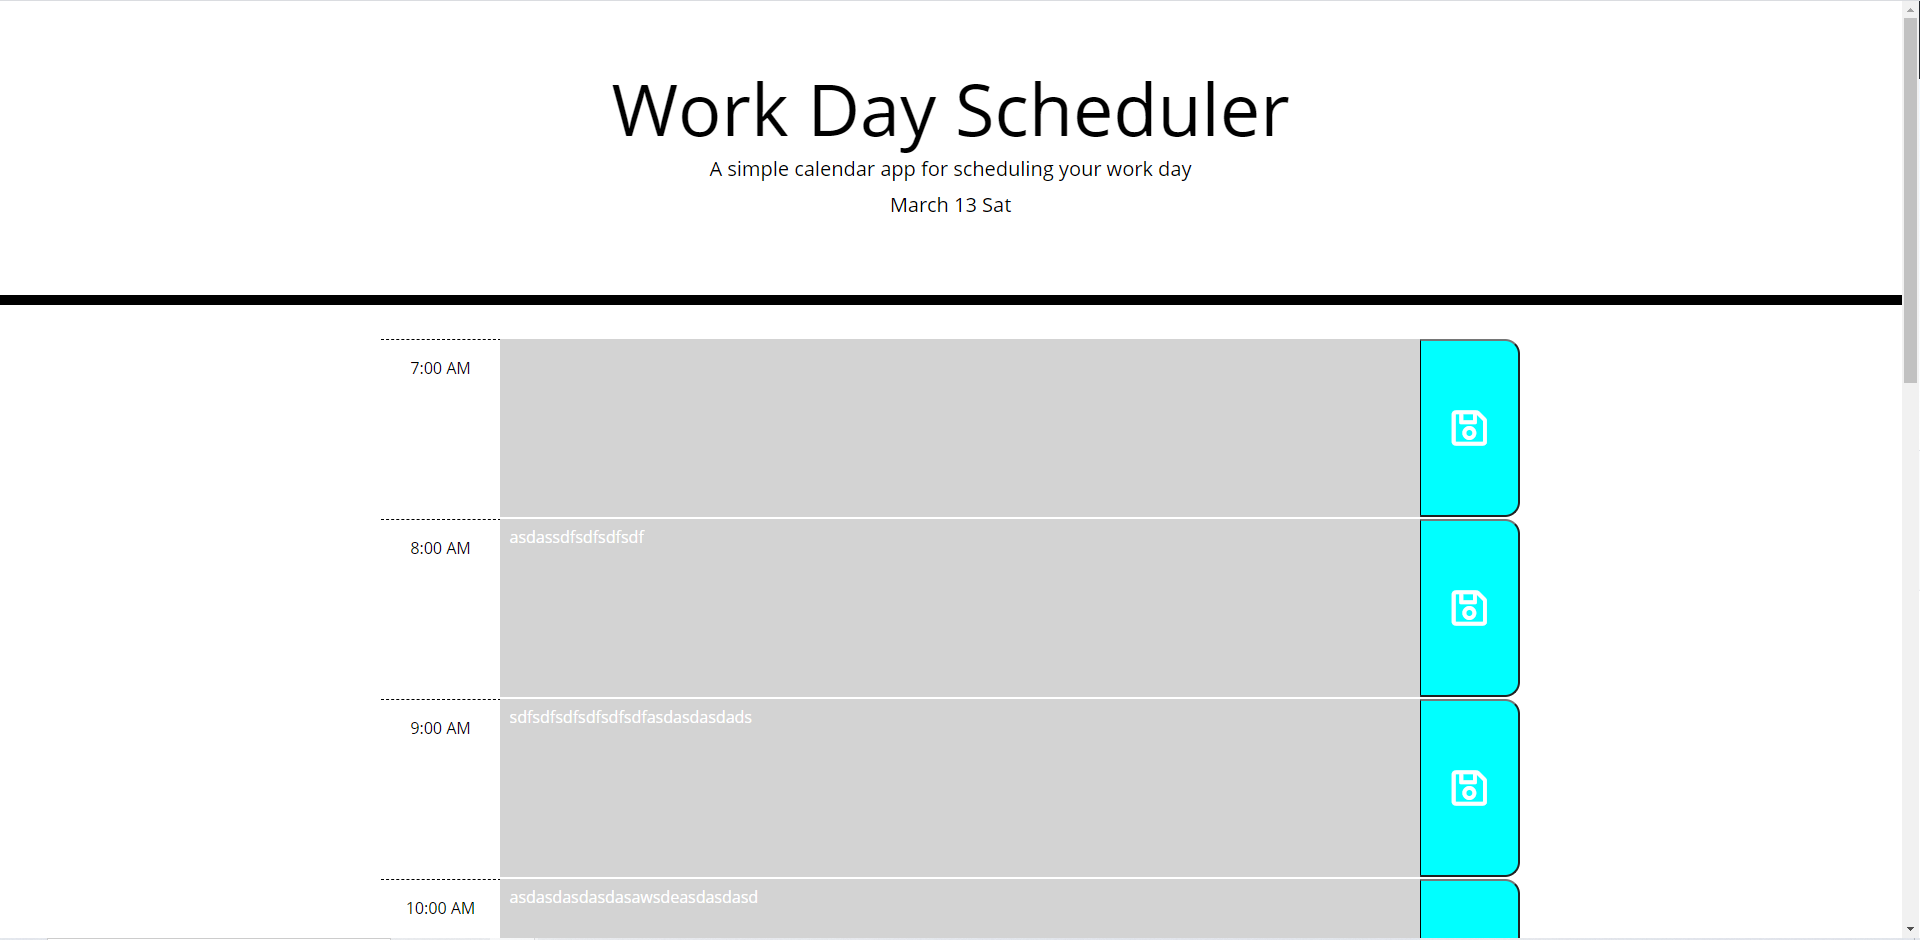 Work Day Scheduler
A simple calendar app for scheduling your work day
March 13 Sat
7:00 AM
8:00 AM
asdassdfsdfsdfsdf
9:00 AM
sdfsdfsdfsdfsdfsdfasdasdasdads
10:00 AM
asdasdasdasdasawsdeasdasdasd